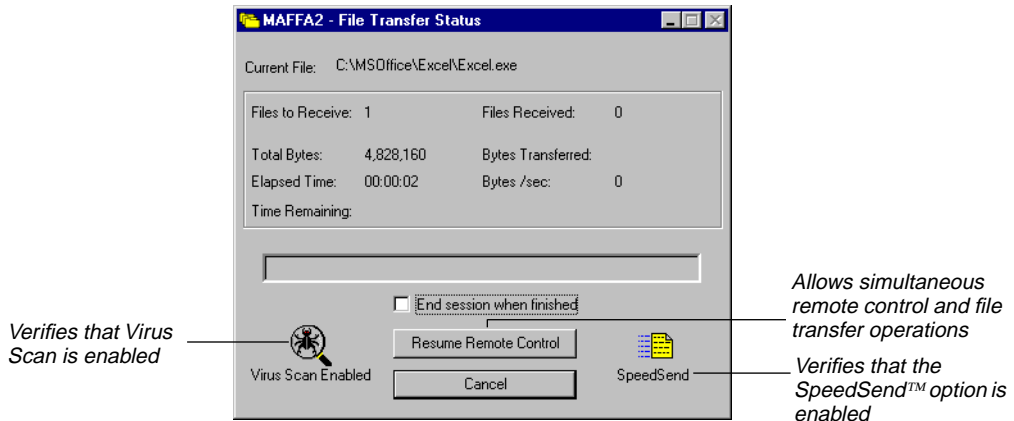 MAFFA2 - File Transfer Status
Current File: C:\MSOffice\Excel\Excel.exe
Files to Receive: 1 Files Received: 0
Total Bytes: 4,828,160 Bytes Transferred:
Elapsed Time: 00:00:02 Bytes /sec: 0
Time Remaining:
End session when finished
Allows simultaneous
remote control and file
transfer operations
Verifies that Virus
Scan is enabled
Resume Remote Control
Virus Scan Enabled
Cancel
SpeedSend
Verifies that the
SpeedSend™ option is
enabled